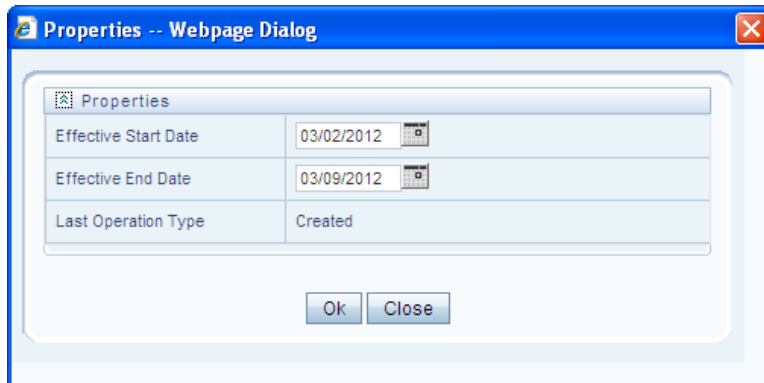 Properties -- Webpage Dialog
Properties
Effective Start Date 03/02/2012
Effective End Date 03/09/2012
Last Operation Type Created
Ok Close